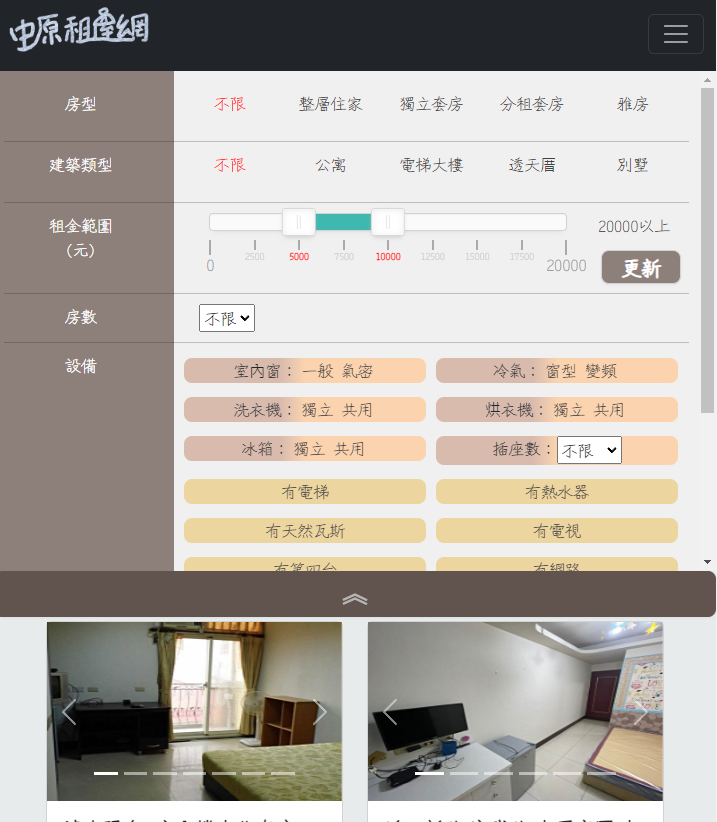 中原租產網
房型 不限 整層住家 獨立套房 分租套房 雅房
建築類型 不限 公寓 電梯大樓 透天厝 別墅
租金範圍
(元)
20000以上
0 2500 5000 7500 10000 12500 15000 17500 20000
更新
房數 不限
設備
室內窗： 一般 氣密 冷氣： 窗型 變頻
洗衣機： 獨立 共用 烘衣機： 獨立 共用
冰箱： 獨立 共用 插座數： 不限
有電梯 有熱水器
有天然瓦斯 有電視
有第四台 有網路